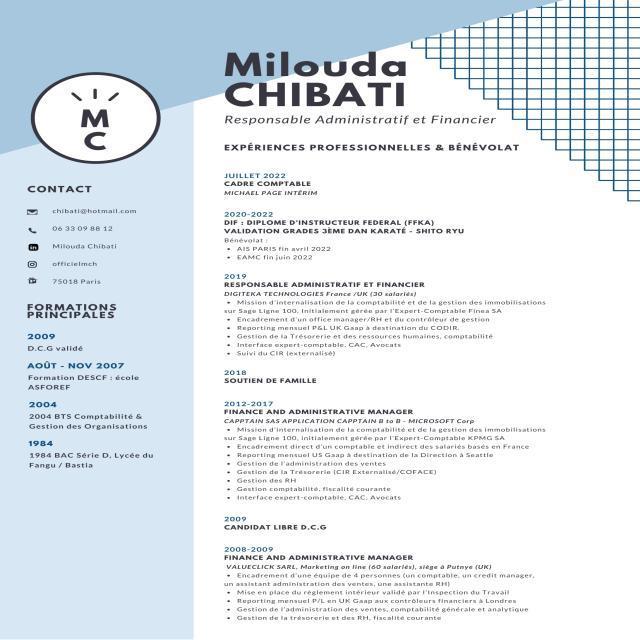 Milouda
CHIBATI
Responsable Administratif et Financier
M
C
CONTACT
chibati@hotmail.com
06 33 09 88 12
Milouda Chibati
officielmch
75018 Paris
FORMATIONS
PRINCIPALES
2009
D.C.G validé
AOÛT - NOV 2007
Formation DESCF : école
ASFOREF
2004
2004 BTS Comptabilité &
Gestion des Organisations
1984
1984 BAC Série D, Lycée du
Fangu / Bastia
EXPÉRIENCES PROFESSIONNELLES & BÉNÉVOLAT
JUILLET 2022
CADRE COMPTABLE
MICHAEL PAGE INTÉRIM
2020-2022
DIF : DIPLOME D'INSTRUCTEUR FEDERAL (FFKA)
VALIDATION GRADES 3ÈME DAN KARATÉ - SHITO RYU
Bénévolat :
• AIS PARIS fin avril 2022
• EAMC fin juin 2022
2019
RESPONSABLE ADMINISTRATIF ET FINANCIER
DIGITEKA TECHNOLOGIES France /UK (30 salariés)
• Mission d'internalisation de la comptabilité et de la gestion des immobilisations
sur Sage Ligne 100, Initialement gérée par l'Expert-Comptable Finea SA
• Encadrement d'un office manager/RH et du contrôleur de gestion
• Reporting mensuel P&L UK Gaap à destination du CODIR.
• Gestion de la Trésorerie et des ressources humaines, comptabilité
• Interface expert-comptable, CAC, Avocats
• Suivi du CIR (externalisé)
2018
SOUTIEN DE FAMILLE
2012-2017
FINANCE AND ADMINISTRATIVE MANAGER
CAPPTAIN SAS APPLICATION CAPPTAIN B to B - MICROSOFT Corp
• Mission d'internalisation de la comptabilité et de la gestion des immobilisations
sur Sage Ligne 100, initialement gérée par l'Expert-Comptable KPMG SA
• Encadrement direct d'un comptable et indirect des salariés basés en France
• Reporting mensuel US Gaap à destination de la Direction à Seattle
• Gestion de l'administration des ventes
• Gestion de la Trésorerie (CIR Externalisé/COFACE)
• Gestion des RH
• Gestion comptabilité, fiscalité courante
• Interface expert-comptable, CAC, Avocats
2009
CANDIDAT LIBRE D.C.G
2008-2009
FINANCE AND ADMINISTRATIVE MANAGER
VALUECLICK SARL, Marketing on line (60 salariés), siège à Putnye (UK)
• Encadrement d'une équipe de 4 personnes (un comptable, un credit manager,
un assistant administration des ventes, une assistante RH)
• Mise en place du règlement intérieur validé par l'Inspection du Travail
• Reporting mensuel P/L en UK Gaap aux contrôleurs financiers à Londres
• Gestion de l'administration des ventes, comptabilité générale et analytique
• Gestion de la trésorerie et des RH, fiscalité courante